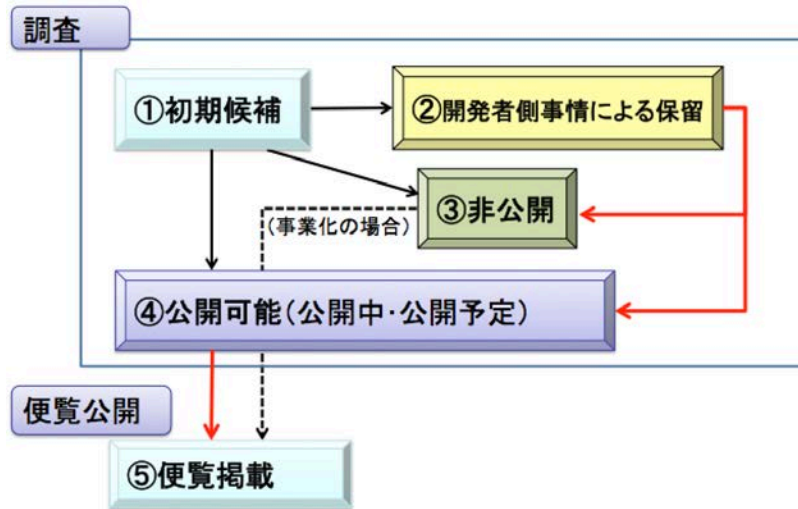 調査
①初期候補
②開発者側事情による保留
③非公開
(事業化の場合)
④公開可能(公開中・公開予定)
便覧公開
⑤便覧掲載